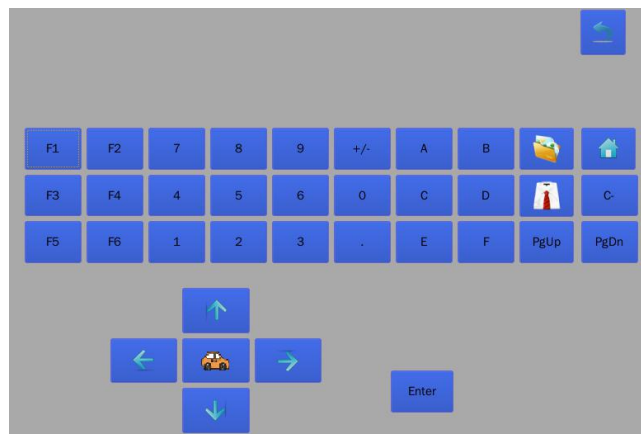 F1 F2 7 8 9 +/- A B
F3 F4 4 5 6 0 C D C-
F5 F6 1 2 3 . E F PgUp PgDn
Enter